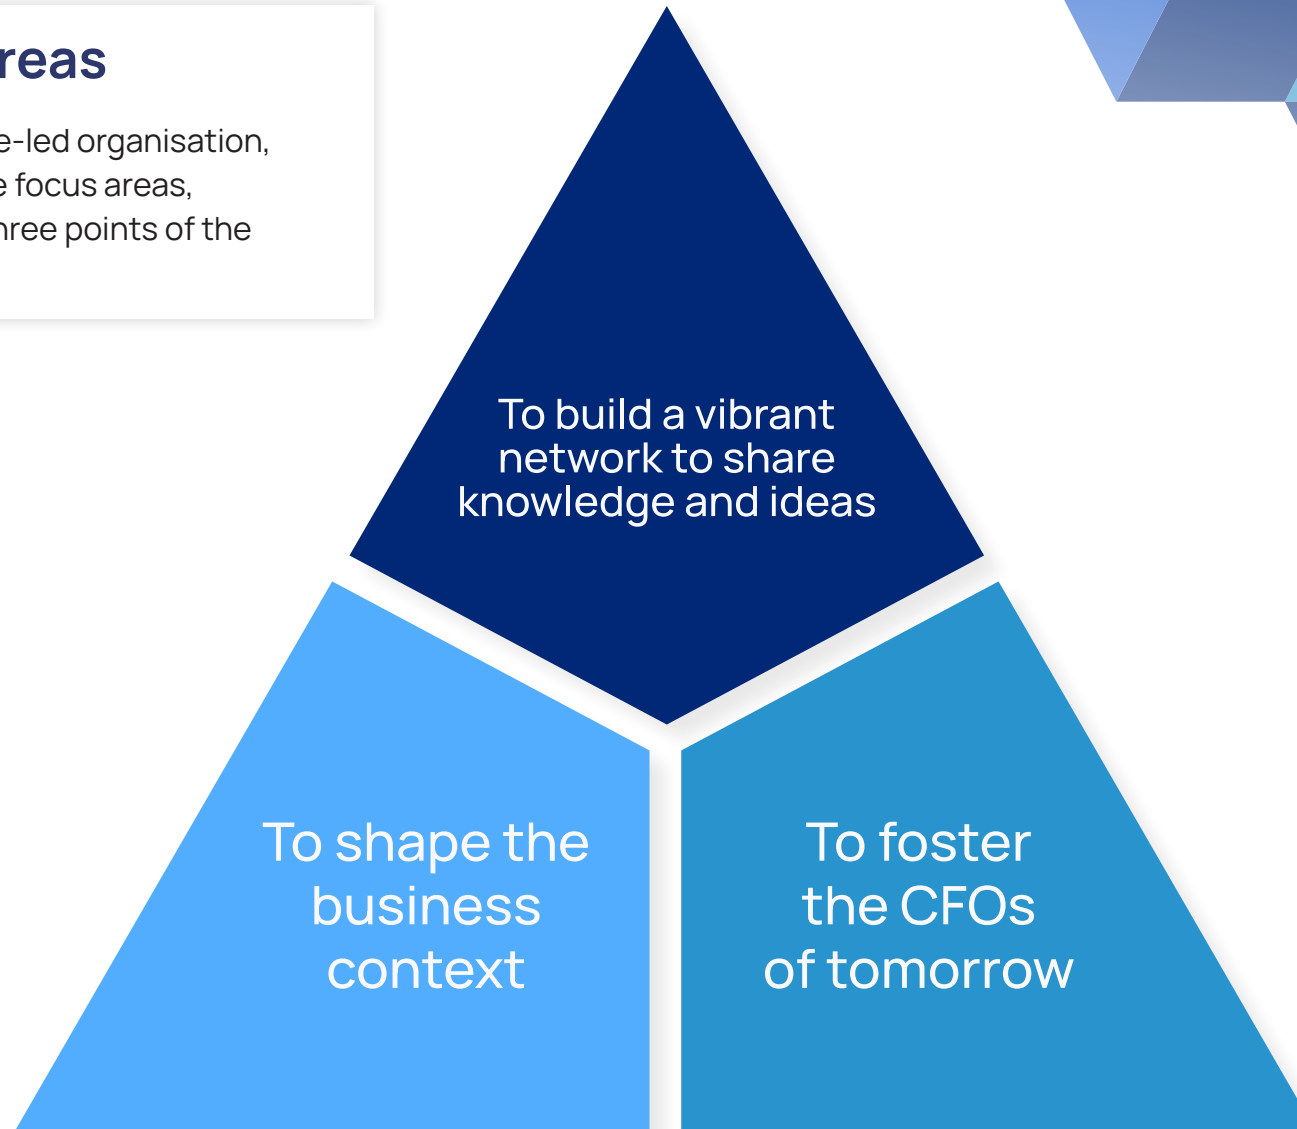 reas
e-led organisation,
e focus areas,
hree points of the
To build a vibrant
network to share
knowledge and ideas
To shape the
business
context
To foster
the CFOs
of tomorrow